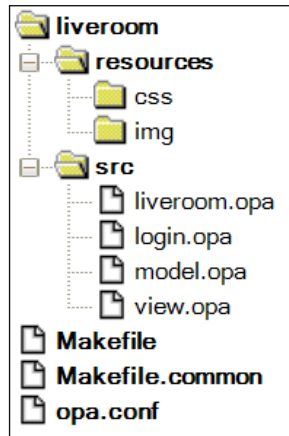 liveroom
resources
css
img
src
liveroom.opa
login.opa
model.opa
view.opa
Makefile
Makefile.common
opa.conf